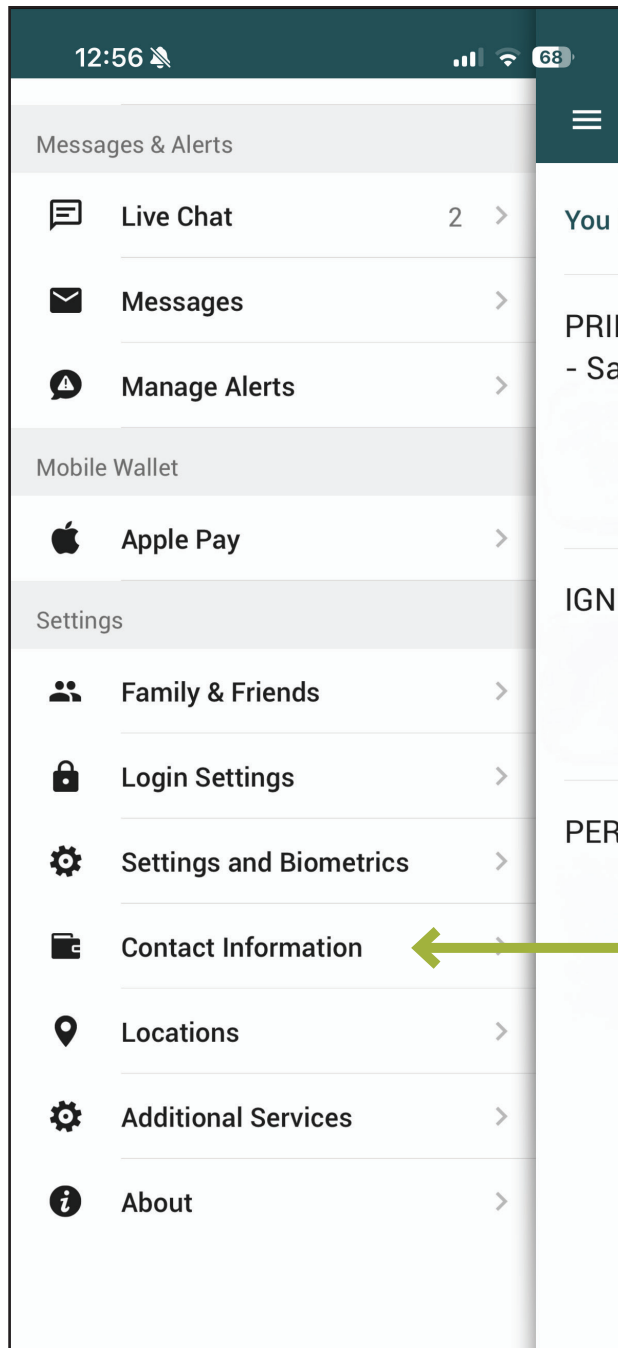 12:56
68
Messages & Alerts
Live Chat 2
Messages
Manage Alerts
Mobile Wallet
Apple Pay
Settings
Family & Friends
Login Settings
Settings and Biometrics
Contact Information
Locations
Additional Services
About
You
- Sa
IGN
PER